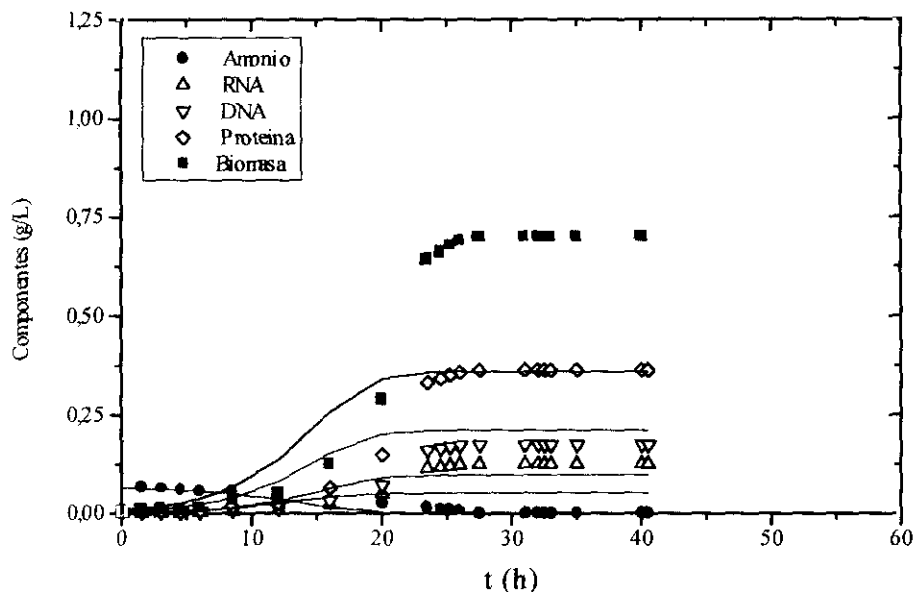 1,25
1,00
0,75
0,50
0,25
0,00
Componentes (g/L)
Amonio
RNA
DNA
Proteina
Biomasa
0 10 20 30 40 50 60
t (h)